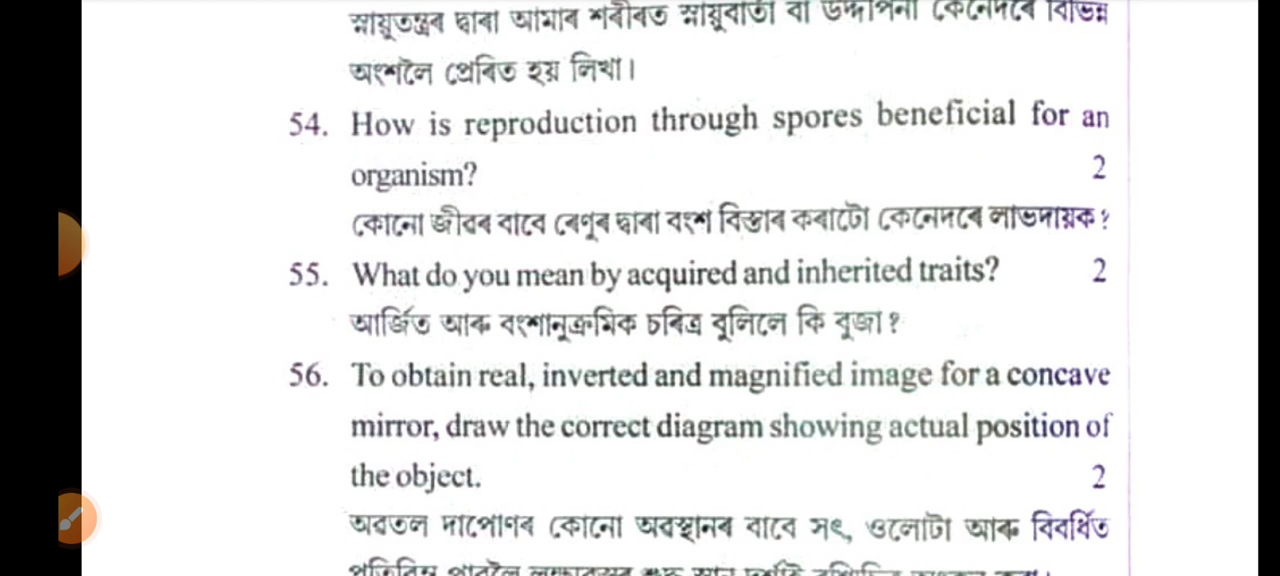 স্নায়ুতন্ত্ৰৰ দ্বাৰা আমাৰ শৰীৰত স্নায়ুবাৰ্তা বা উদ্দীপনা কেনেদৰে বিভিন্ন
অংশলৈ প্ৰেৰিত হয় লিখা।
54. How is reproduction through spores beneficial for an
organism? 2
কোনো জীৱৰ বাবে ৰেণুৰ দ্বাৰা বংশ বিস্তাৰ কৰাটো কেনেদৰে লাভদায়ক?
55. What do you mean by acquired and inherited traits? 2
আৰ্জিত আৰু বংশানুক্ৰমিক চৰিত্ৰ বুলিলে কি বুজা?
56. To obtain real, inverted and magnified image for a concave
mirror, draw the correct diagram showing actual position of
the object. 2
অৱতল দাপোণৰ কোনো অৱস্থানৰ বাবে সৎ, ওলোটা আৰু বিবৰ্ধিত
প্ৰতিবিম্ব পাবলৈ